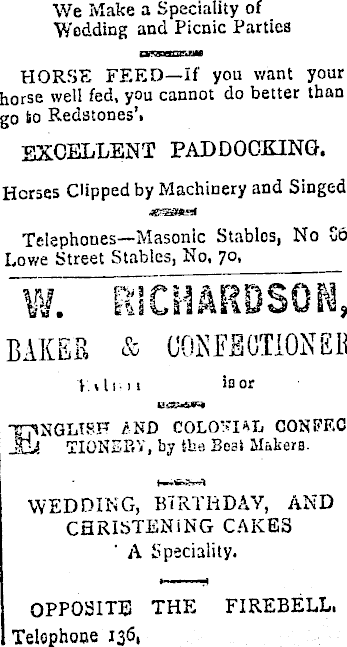 We Make a Speciality of
Wedding and Picnic Parties
HORSE FEED—If you want your
horse well fed, you cannot do better than
go to Redstones'.
EXCELLENT PADDOCKING.
Horses Clipped by Machinery and Singed
Telephones—Masonic Stables, No 86
Lowe Street Stables, No, 70,
W. RICHARDSON,
BAKER & CONFECTIONER
ENGLISH AND COLONIAL CONFEC
TIONERY, by the Best Makers.
WEDDING, BIRTHDAY, AND
CHRISTENING CAKES
A Speciality.
OPPOSITE THE FIREBELL.
Telephone 136,